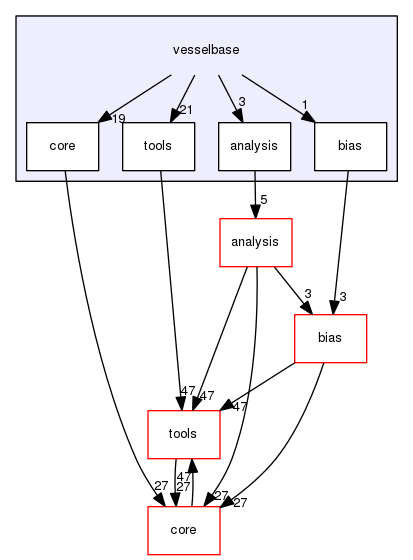 vesselbase
19
21
3
1
core
tools
analysis
bias
5
analysis
3
3
bias
47
47
47
tools
27
47
27
27
27
core